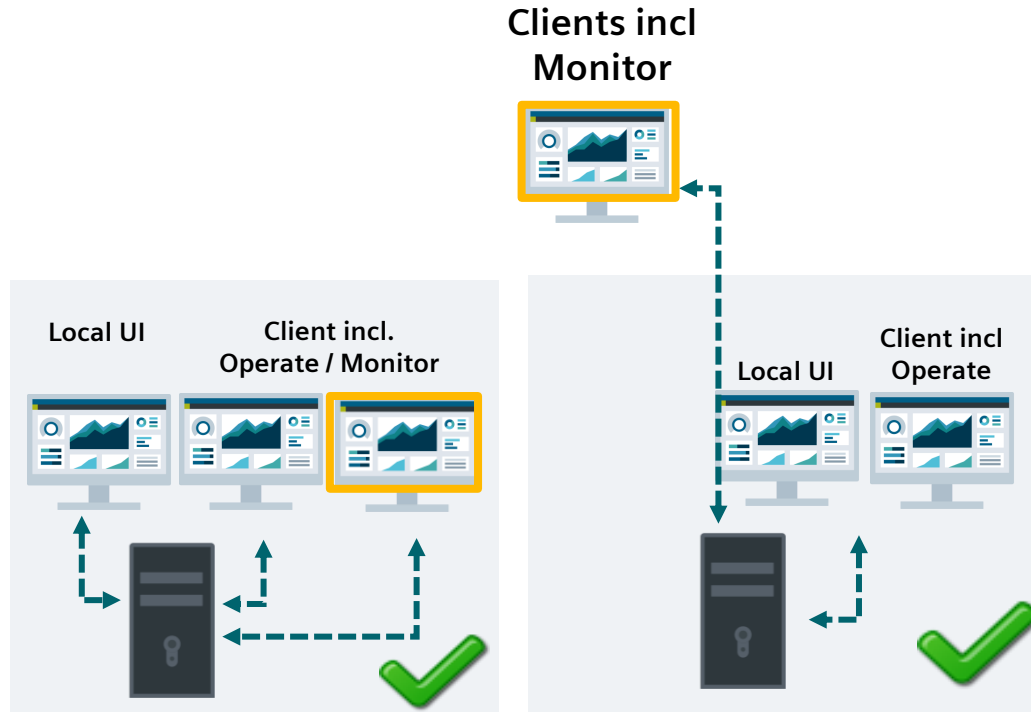 Clients incl
Monitor
Local UI
Client incl.
Operate / Monitor
Local UI
Client incl
Operate